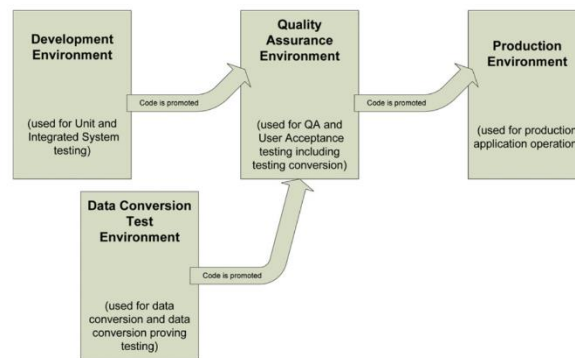 Development
Environment
(used for Unit and
Integrated System
testing)
Code is promoted
Quality
Assurance
Environment
(used for QA and
User Acceptance
testing including
testing conversion)
Code is promoted
Production
Environment
(used for production
application operation
Data Conversion
Test
Environment
(used for data
conversion and data
conversion proving
testing)
Code is promoted